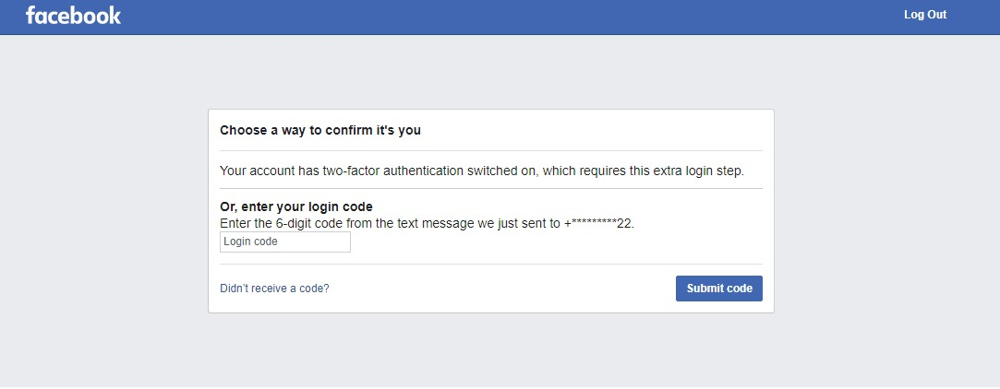 facebook
Log Out
Choose a way to confirm it's you
Your account has two-factor authentication switched on, which requires this extra login step.
Or, enter your login code
Enter the 6-digit code from the text message we just sent to +*********22.
Login code
Didn't receive a code?
Submit code